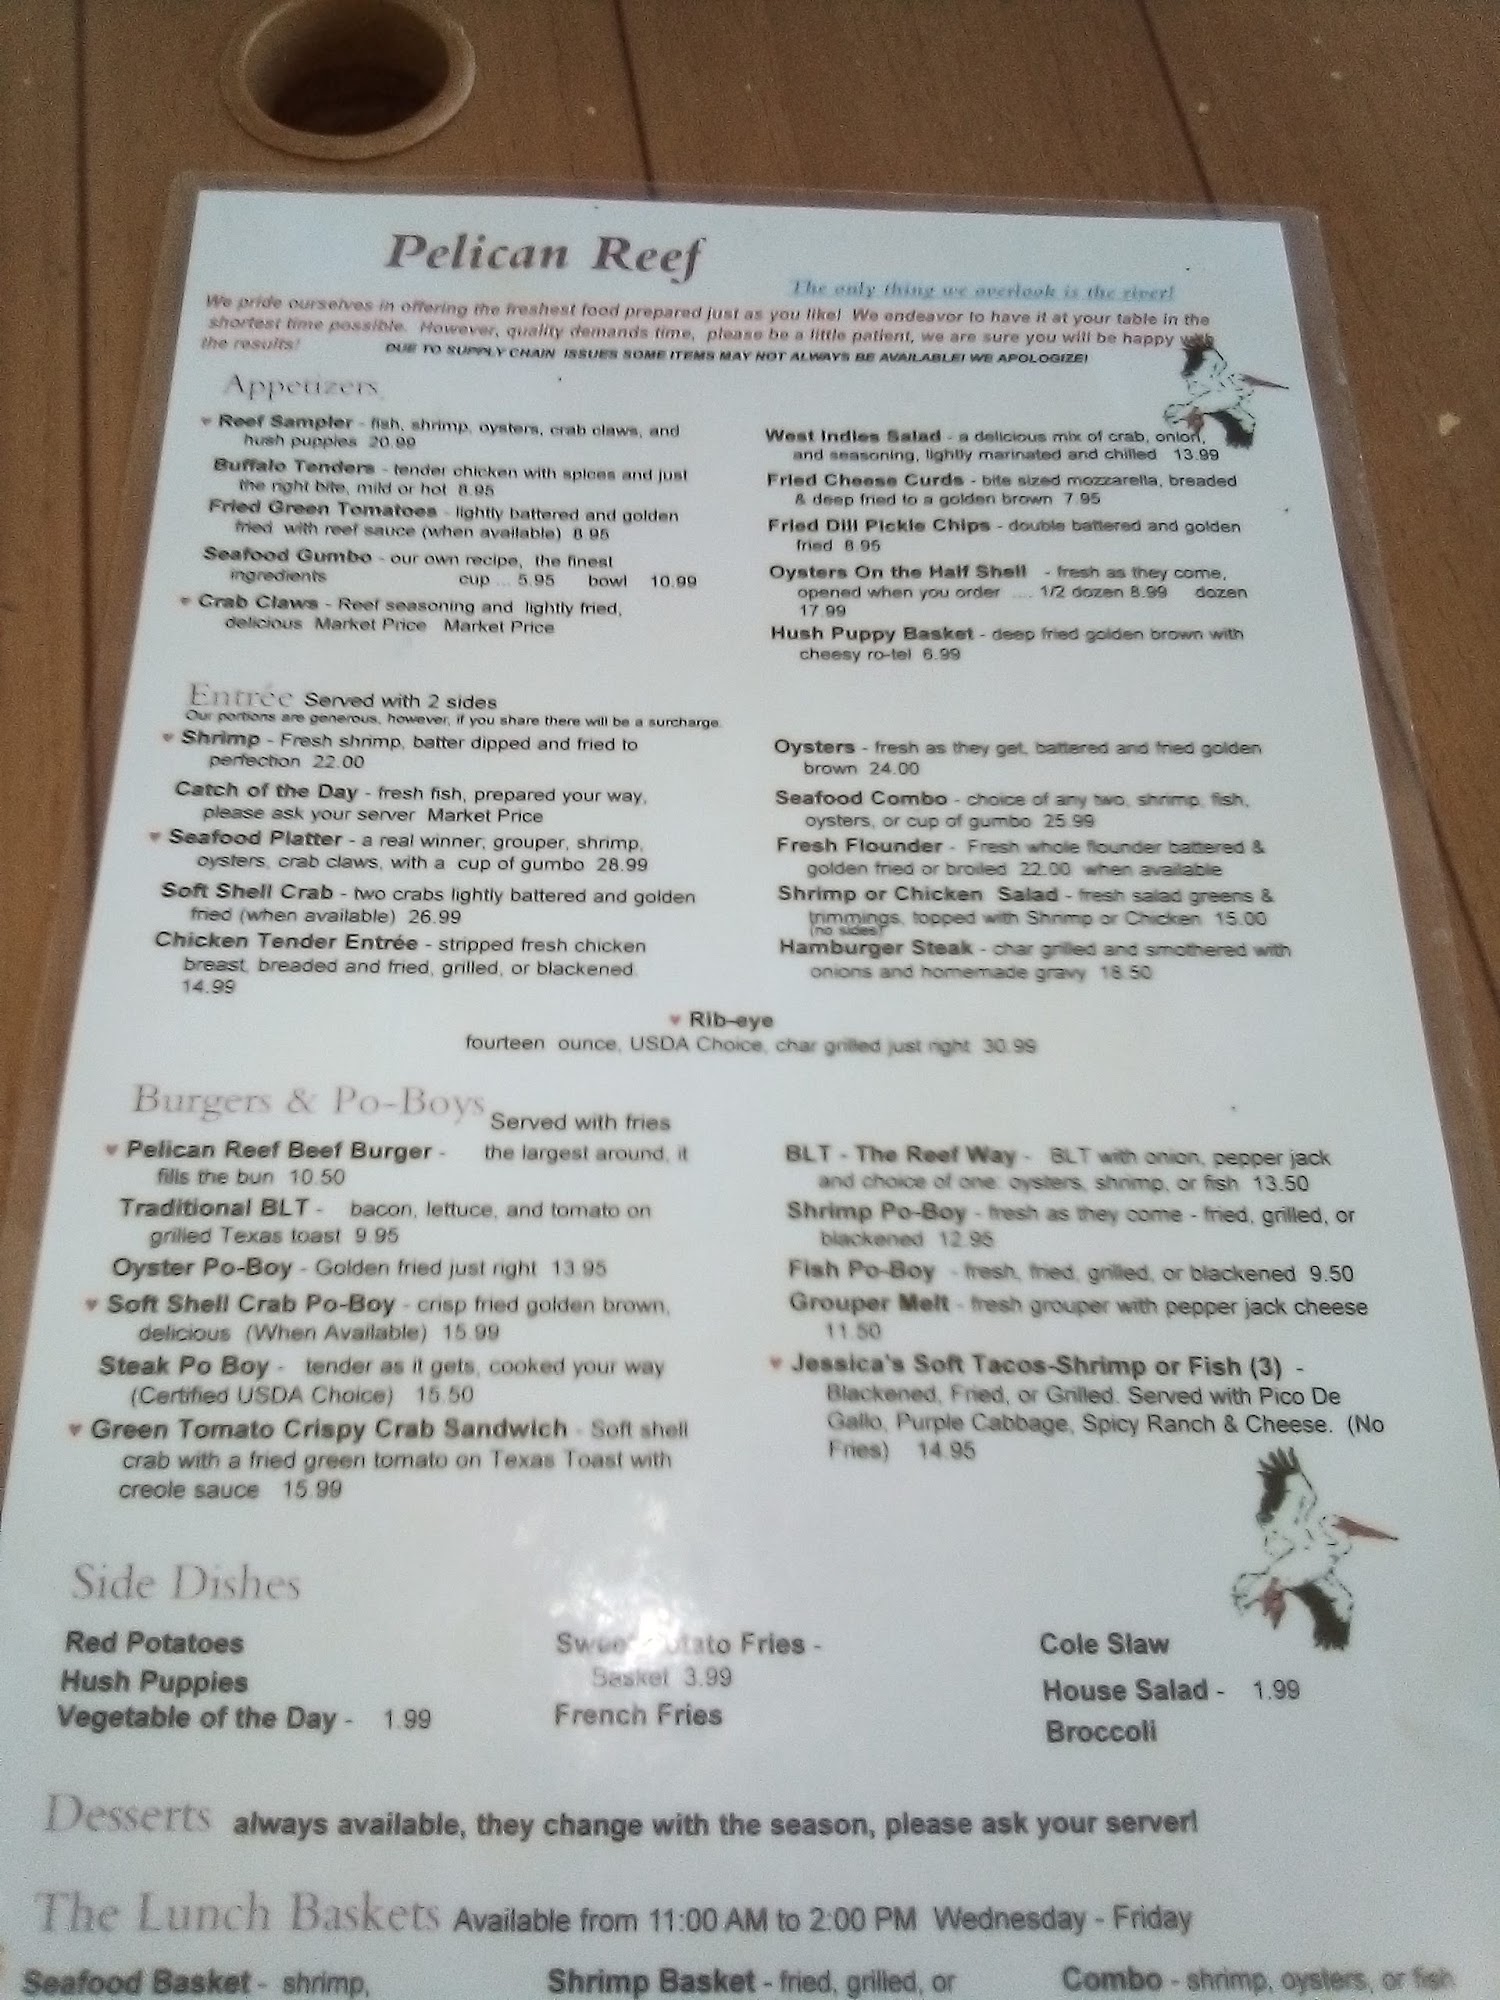 Pelican Reef
The only thing we overlook is the river!
We pride ourselves in offering the freshest food prepared just as you like! We endeavor to have it at your table in the
shortest time possible. However, quality demands time, please be a little patient, we are sure you will be happy with
the results!
DUE TO SUPPLY CHAIN ISSUES SOME ITEMS MAY NOT ALWAYS BE AVAILABLE! WE APOLOGIZE!
Appetizers
♥ Reef Sampler - fish, shrimp, oysters, crab claws, and
hush puppies 20.99
Buffalo Tenders - tender chicken with spices and just
the right bite, mild or hot 8.95
Fried Green Tomatoes - lightly battered and golden
fried with reef sauce (when available) 8.95
Seafood Gumbo - our own recipe, the finest
ingredients cup ... 5.95 bowl 10.99
♥ Crab Claws - Reef seasoning and lightly fried,
delicious Market Price Market Price
West Indies Salad - a delicious mix of crab, onion,
and seasoning, lightly marinated and chilled 13.99
Fried Cheese Curds - bite sized mozzarella, breaded
& deep fried to a golden brown 7.95
Fried Dill Pickle Chips - double battered and golden
fried 6.95
Oysters On the Half Shell - fresh as they come,
opened when you order .... 1/2 dozen 8.99 dozen
17.99
Hush Puppy Basket - deep fried golden brown with
cheesy ro-tel 6.99
Entrée Served with 2 sides
Our portions are generous, however, if you share there will be a surcharge.
♥ Shrimp - Fresh shrimp, batter dipped and fried to
perfection 22.00
Catch of the Day - fresh fish, prepared your way,
please ask your server Market Price
♥ Seafood Platter - a real winner; grouper, shrimp,
oysters, crab claws, with a cup of gumbo 28.99
Soft Shell Crab - two crabs lightly battered and golden
fried (when available) 26.99
Chicken Tender Entrée - stripped fresh chicken
breast, breaded and fried, grilled, or blackened
14.99
Oysters - fresh as they get, battered and fried golden
brown 24.00
Seafood Combo - choice of any two, shrimp, fish,
oysters, or cup of gumbo 25.99
Fresh Flounder - Fresh whole flounder battered &
golden fried or broiled 22.00 when available
Shrimp or Chicken Salad - fresh salad greens &
trimmings, topped with Shrimp or Chicken 15.00
(no sides)
Hamburger Steak - char grilled and smothered with
onions and homemade gravy 18.50
♥ Rib-eye
fourteen ounce, USDA Choice, char grilled just right 30.99
Burgers & Po-Boys Served with fries
♥ Pelican Reef Beef Burger - the largest around, it
fills the bun 10.50
Traditional BLT - bacon, lettuce, and tomato on
grilled Texas toast 9.95
Oyster Po-Boy - Golden fried just right 13.95
♥ Soft Shell Crab Po-Boy - crisp fried golden brown,
delicious (When Available) 15.99
Steak Po Boy - tender as it gets, cooked your way
(Certified USDA Choice) 15.50
♥ Green Tomato Crispy Crab Sandwich - Soft shell
crab with a fried green tomato on Texas Toast with
creole sauce 15.99
BLT - The Reef Way - BLT with onion, pepper jack
and choice of one: oysters, shrimp, or fish 13.50
Shrimp Po-Boy - fresh as they come - fried, grilled, or
blackened 12.95
Fish Po-Boy - fresh, fried, grilled, or blackened 9.50
Grouper Melt - fresh grouper with pepper jack cheese
11.50
♥ Jessica's Soft Tacos-Shrimp or Fish (3) -
Blackened, Fried, or Grilled. Served with Pico De
Gallo, Purple Cabbage, Spicy Ranch & Cheese. (No
Fries) 14.95
Side Dishes
Red Potatoes
Hush Puppies
Vegetable of the Day - 1.99
Sweet Potato Fries -
Basket 3.99
French Fries
Cole Slaw
House Salad - 1.99
Broccoli
Desserts always available, they change with the season, please ask your server!
The Lunch Baskets Available from 11:00 AM to 2:00 PM Wednesday - Friday
Seafood Basket - shrimp,
Shrimp Basket - fried, grilled, or
Combo - shrimp, oysters, or fish